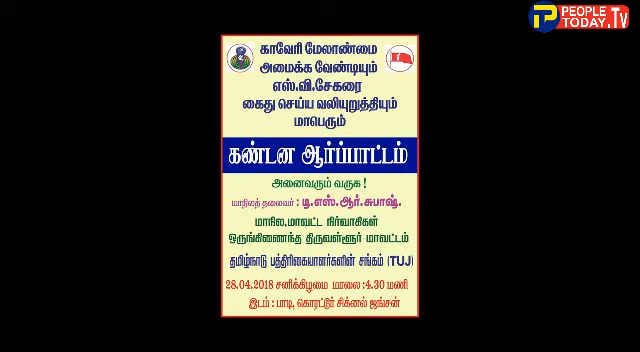 PEOPLE
TODAY.Tv
காவேரி மேலாண்மை
அமைக்க வேண்டியும்
எஸ்.வி.சேகரை
கைது செய்ய வலியுறுத்தியும்
மாபெரும்
கண்டன ஆர்ப்பாட்டம்
அனைவரும் வருக !
மாநிலத் தலைவர் : டி.எஸ்.ஆர்.சுபாஷ்.
மாநில,மாவட்ட நிர்வாகிகள்
ஒருங்கிணைந்த திருவள்ளூர் மாவட்டம்
தமிழ்நாடு பத்திரிகையாளர்களின் சங்கம் (TUJ)
28.04.2018 சனிக்கிழமை மாலை :4.30 மணி
இடம் : பாடி, கொரட்டூர் சிக்னல் ஜங்சன்